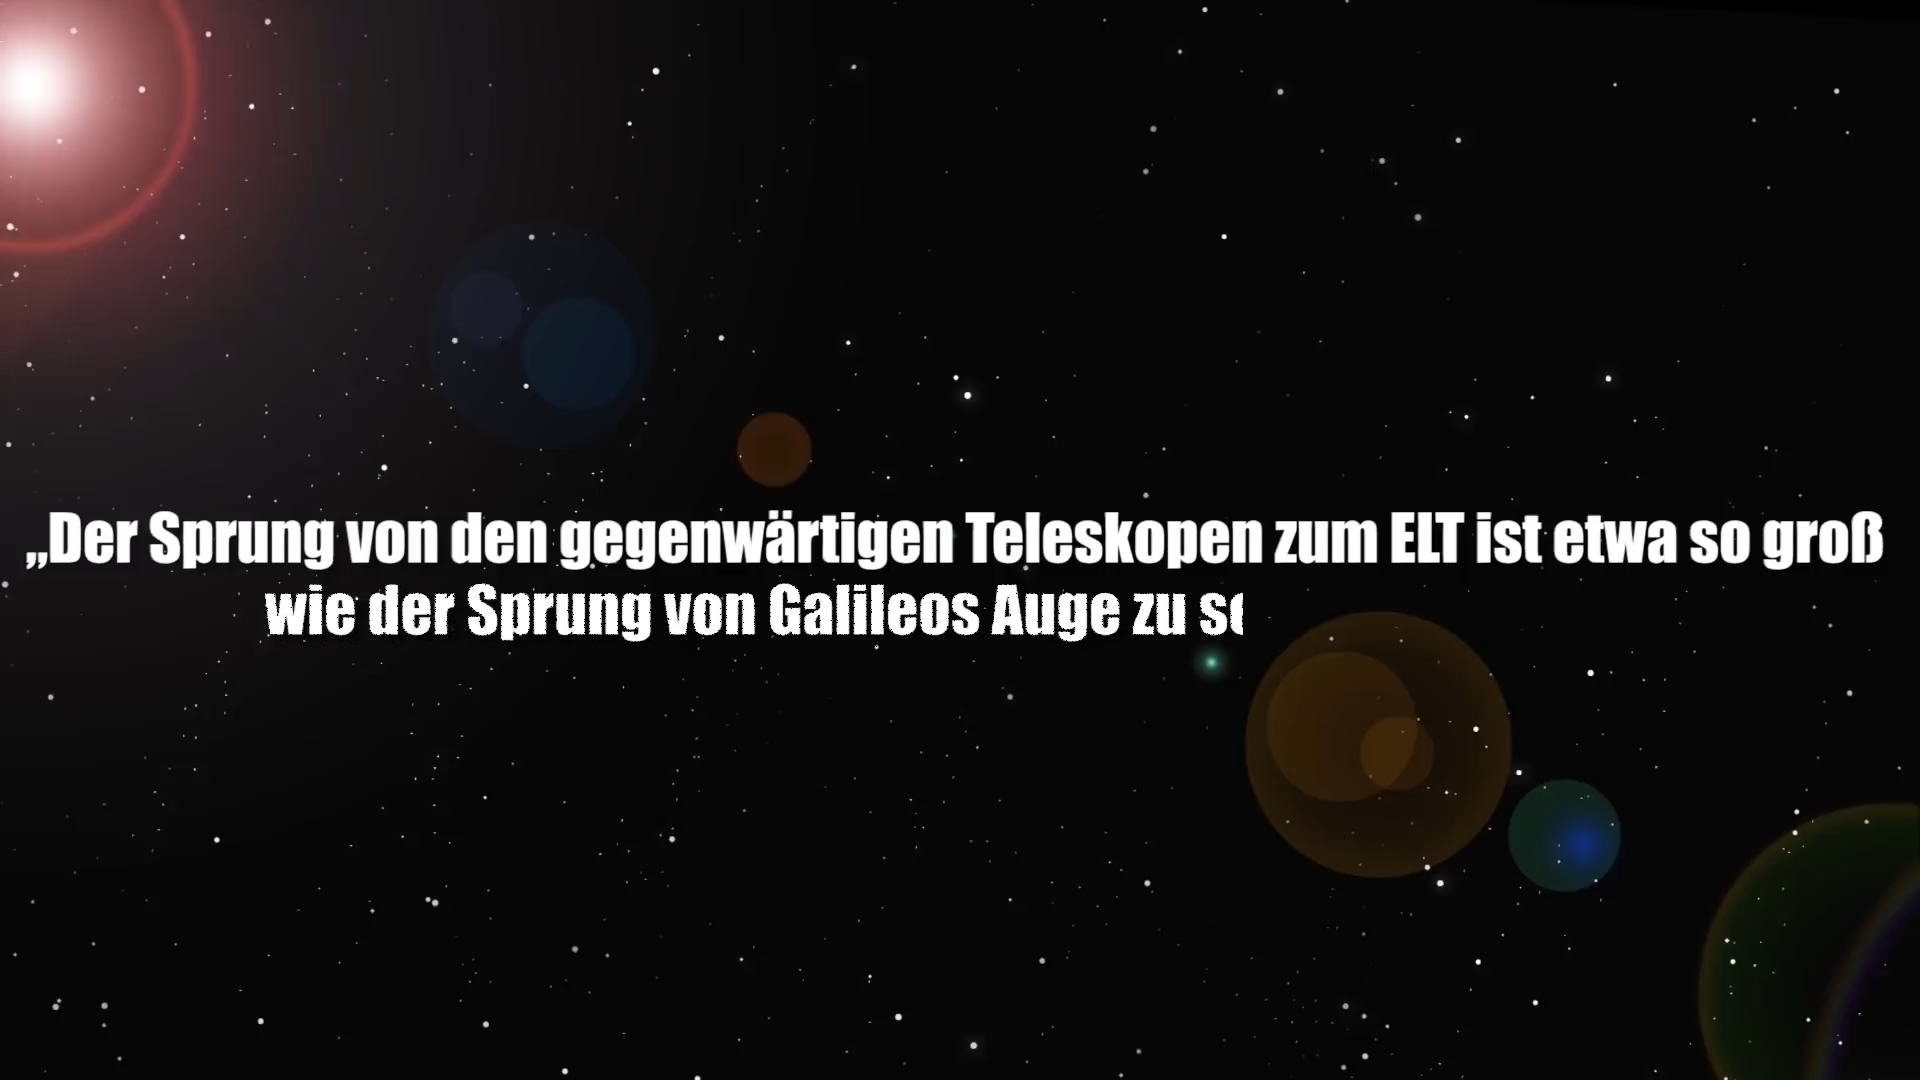 „Der Sprung von den gegenwärtigen Teleskopen zum ELT ist etwa so groß
wie der Sprung von Galileos Auge zu